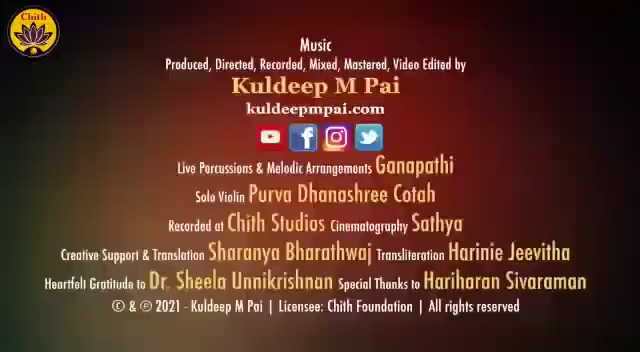 Chith
Music
Produced, Directed, Recorded, Mixed, Mastered, Video Edited by
Kuldeep M Pai
kuldeepmpai.com
Live Percussions & Melodic Arrangements Ganapathi
Solo Violin Purva Dhanashree Cotah
Recorded at Chith Studios Cinematography Sathya
Creative Support & Translation Sharanya Bharathwaj Transliteration Harinie Jeevitha
Heartfelt Gratitude to Dr. Sheela Unnikrishnan Special Thanks to Hariharan Sivaraman
© & ℗ 2021 - Kuldeep M Pai | Licensee: Chith Foundation | All rights reserved